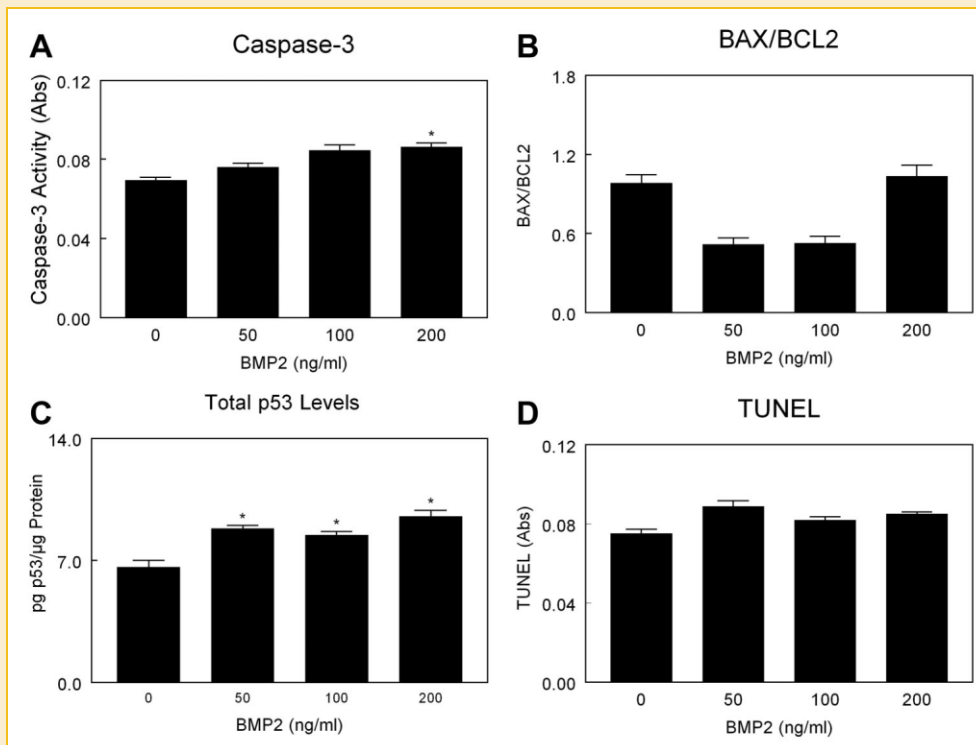 A
Caspase-3
Caspase-3 Activity (Abs)
0.12
0.08
0.04
0.00
*
0 50 100 200
BMP2 (ng/ml)
B
BAX/BCL2
BAX/BCL2
1.8
1.2
0.6
0.0
0 50 100 200
BMP2 (ng/ml)
C
Total p53 Levels
pg p53/µg Protein
14.0
7.0
0.0
* * *
0 50 100 200
BMP2 (ng/ml)
D
TUNEL
TUNEL (Abs)
0.12
0.08
0.04
0.00
0 50 100 200
BMP2 (ng/ml)